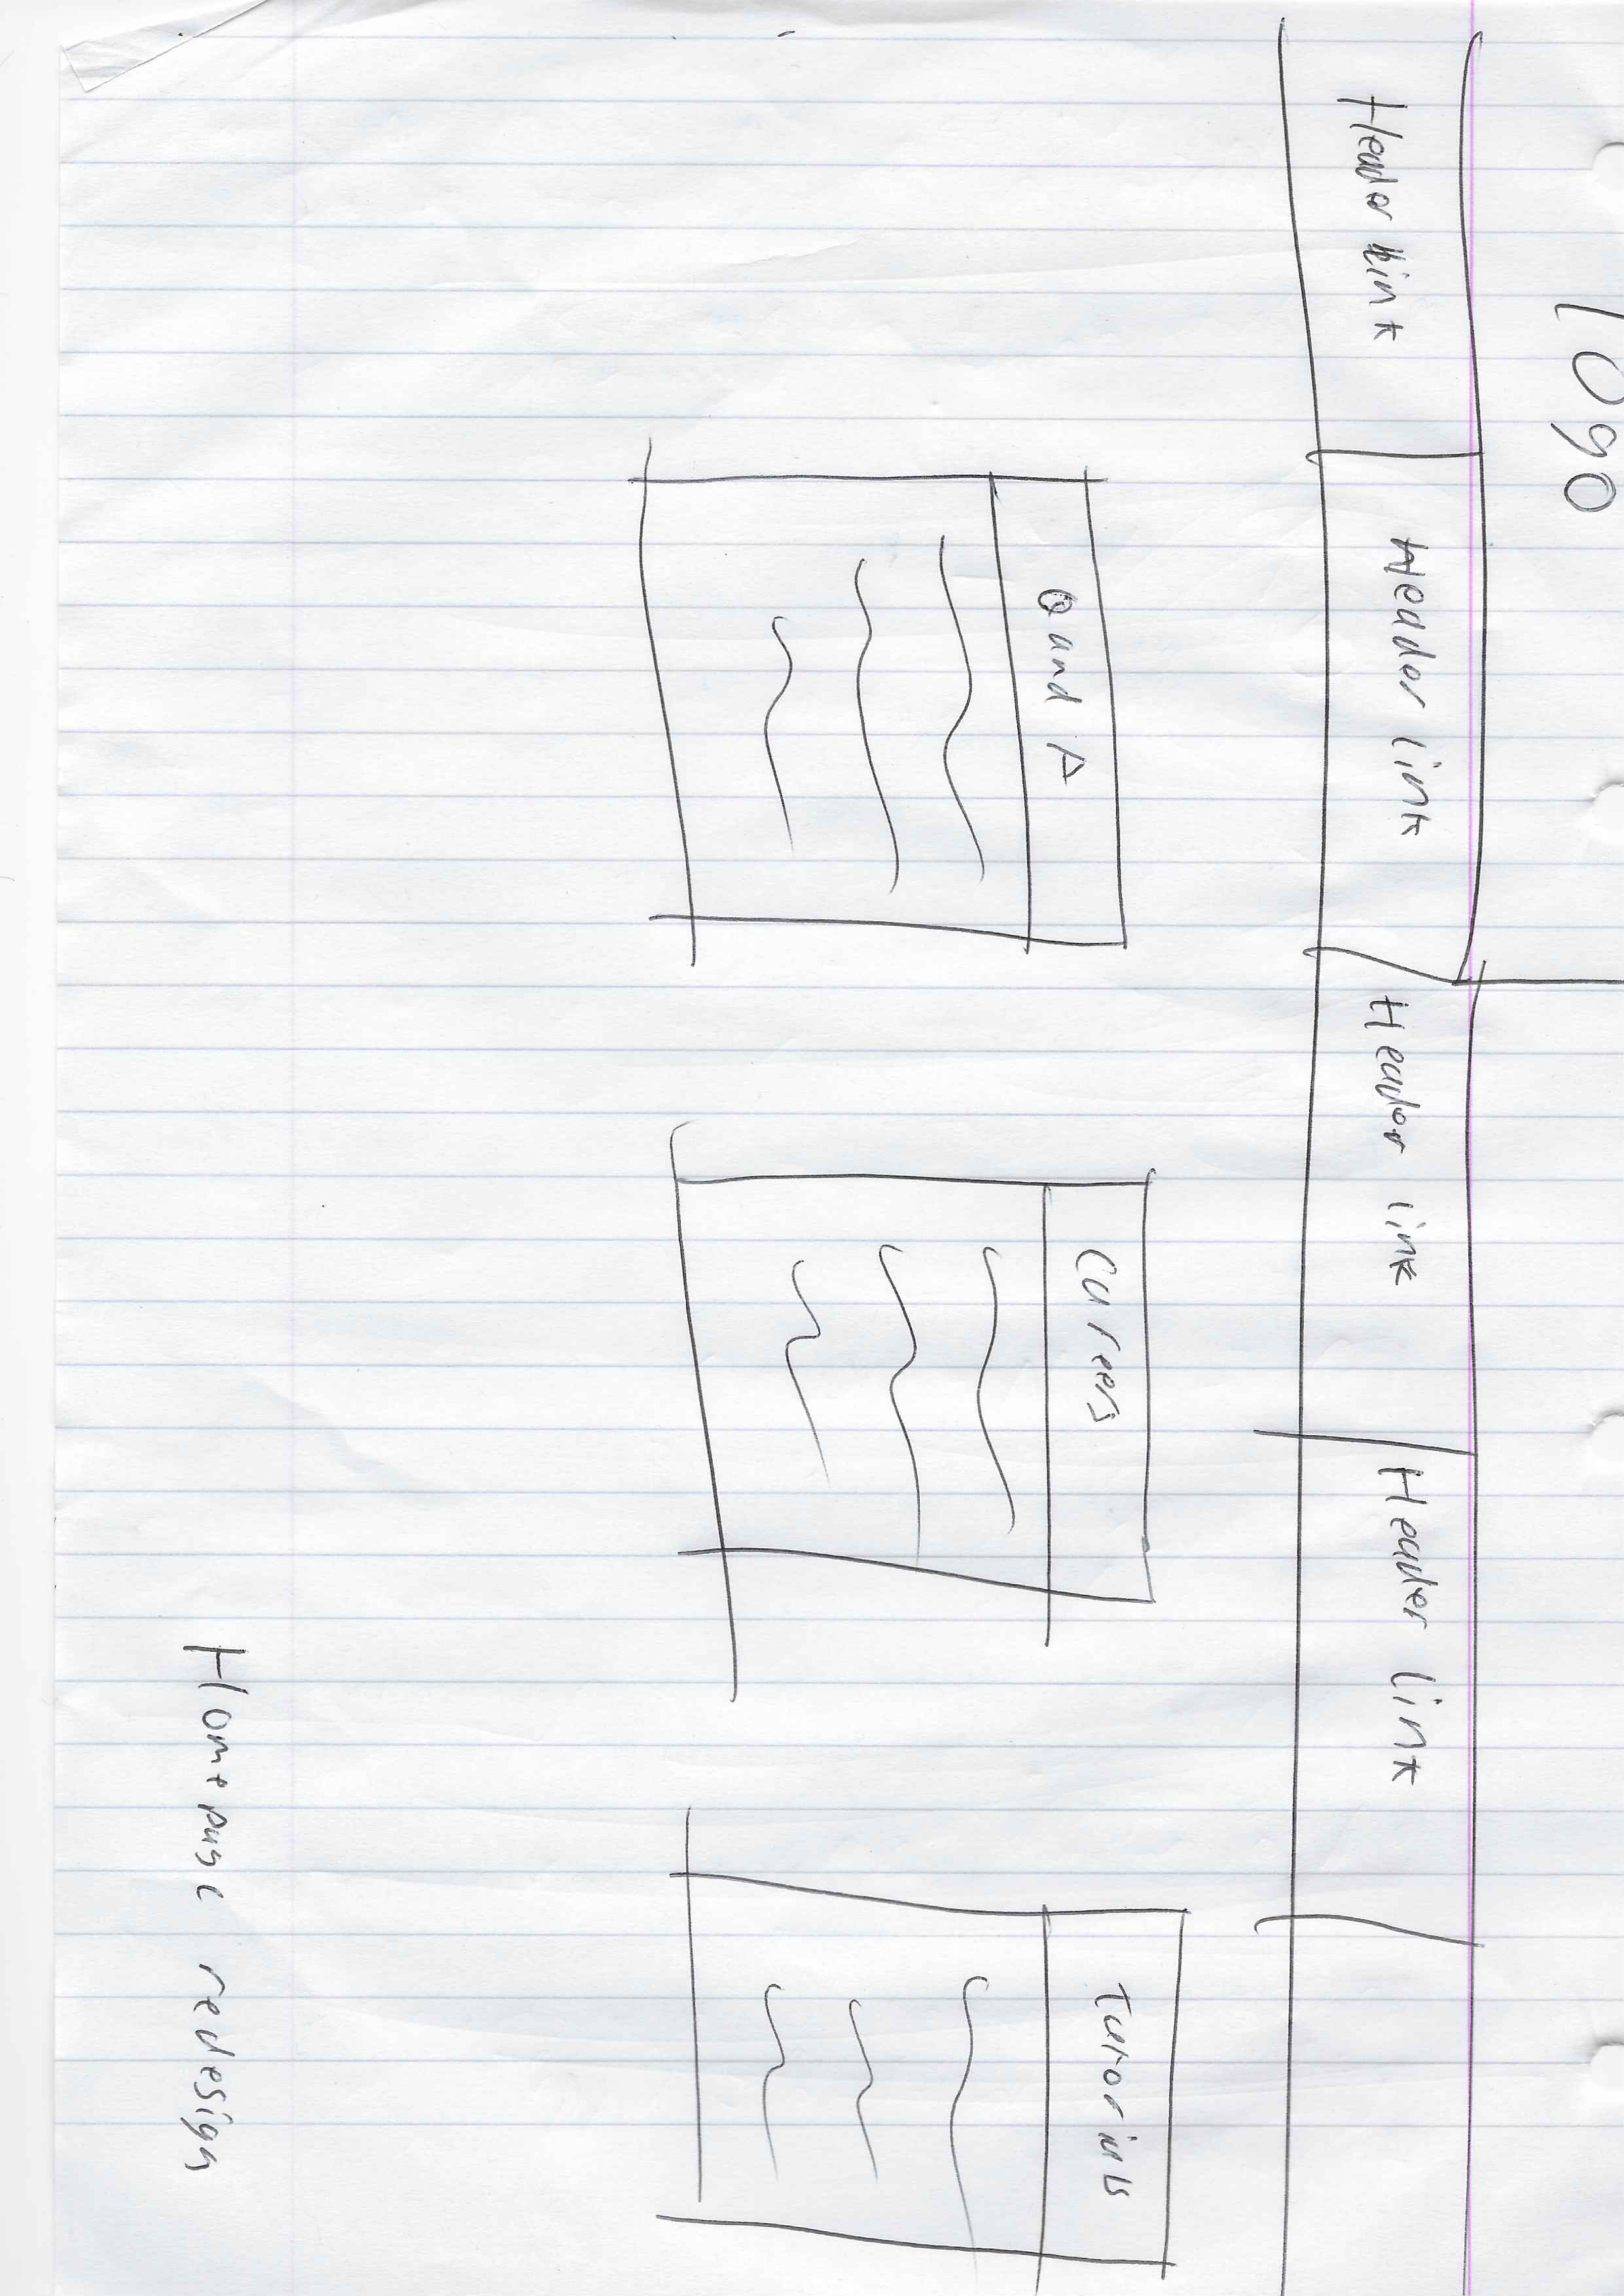 logo
Header link Header link Header link Header link
Q and A Careers Tutorials
Homepage redesign